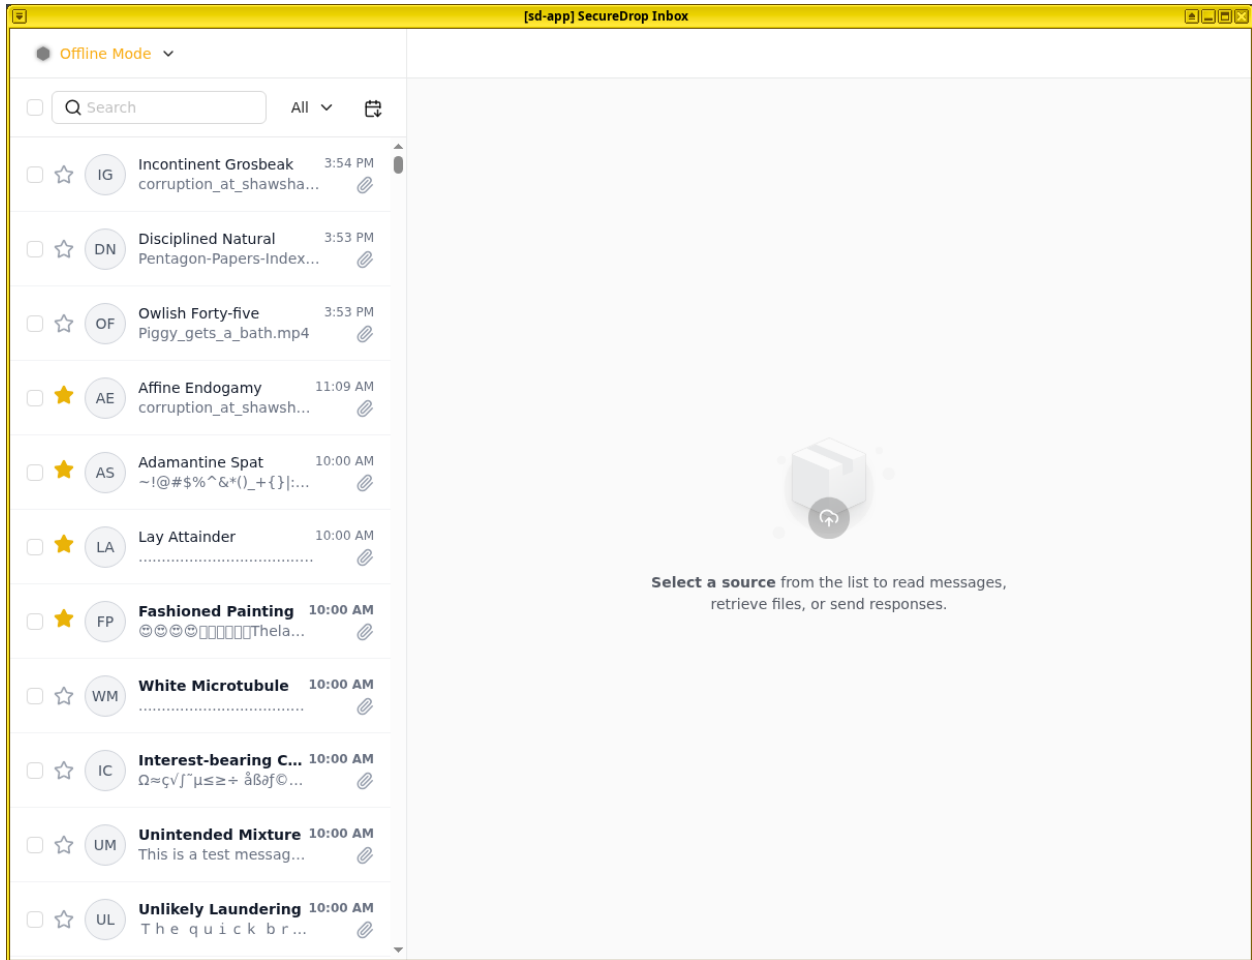 [sd-app] SecureDrop Inbox
Offline Mode
Search
All
IG
Incontinent Grosbeak
3:54 PM
corruption_at_shawsha...
DN
Disciplined Natural
3:53 PM
Pentagon-Papers-Index...
OF
Owlish Forty-five
3:53 PM
Piggy_gets_a_bath.mp4
AE
Affine Endogamy
11:09 AM
corruption_at_shawsh...
AS
Adamantine Spat
10:00 AM
~!@#$%^&*()_+{}|:...
LA
Lay Attainder
10:00 AM
......................................
FP
Fashioned Painting
10:00 AM
😍😍😍😍▯▯▯▯▯▯Thela...
WM
White Microtubule
10:00 AM
....................................
IC
Interest-bearing C...
10:00 AM
Ω≈ç√∫˜µ≤≥÷ åß∂ƒ©...
UM
Unintended Mixture
10:00 AM
This is a test messag...
UL
Unlikely Laundering
10:00 AM
Ｔｈｅ ｑｕｉｃｋ ｂｒ...
Select a source from the list to read messages,
retrieve files, or send responses.